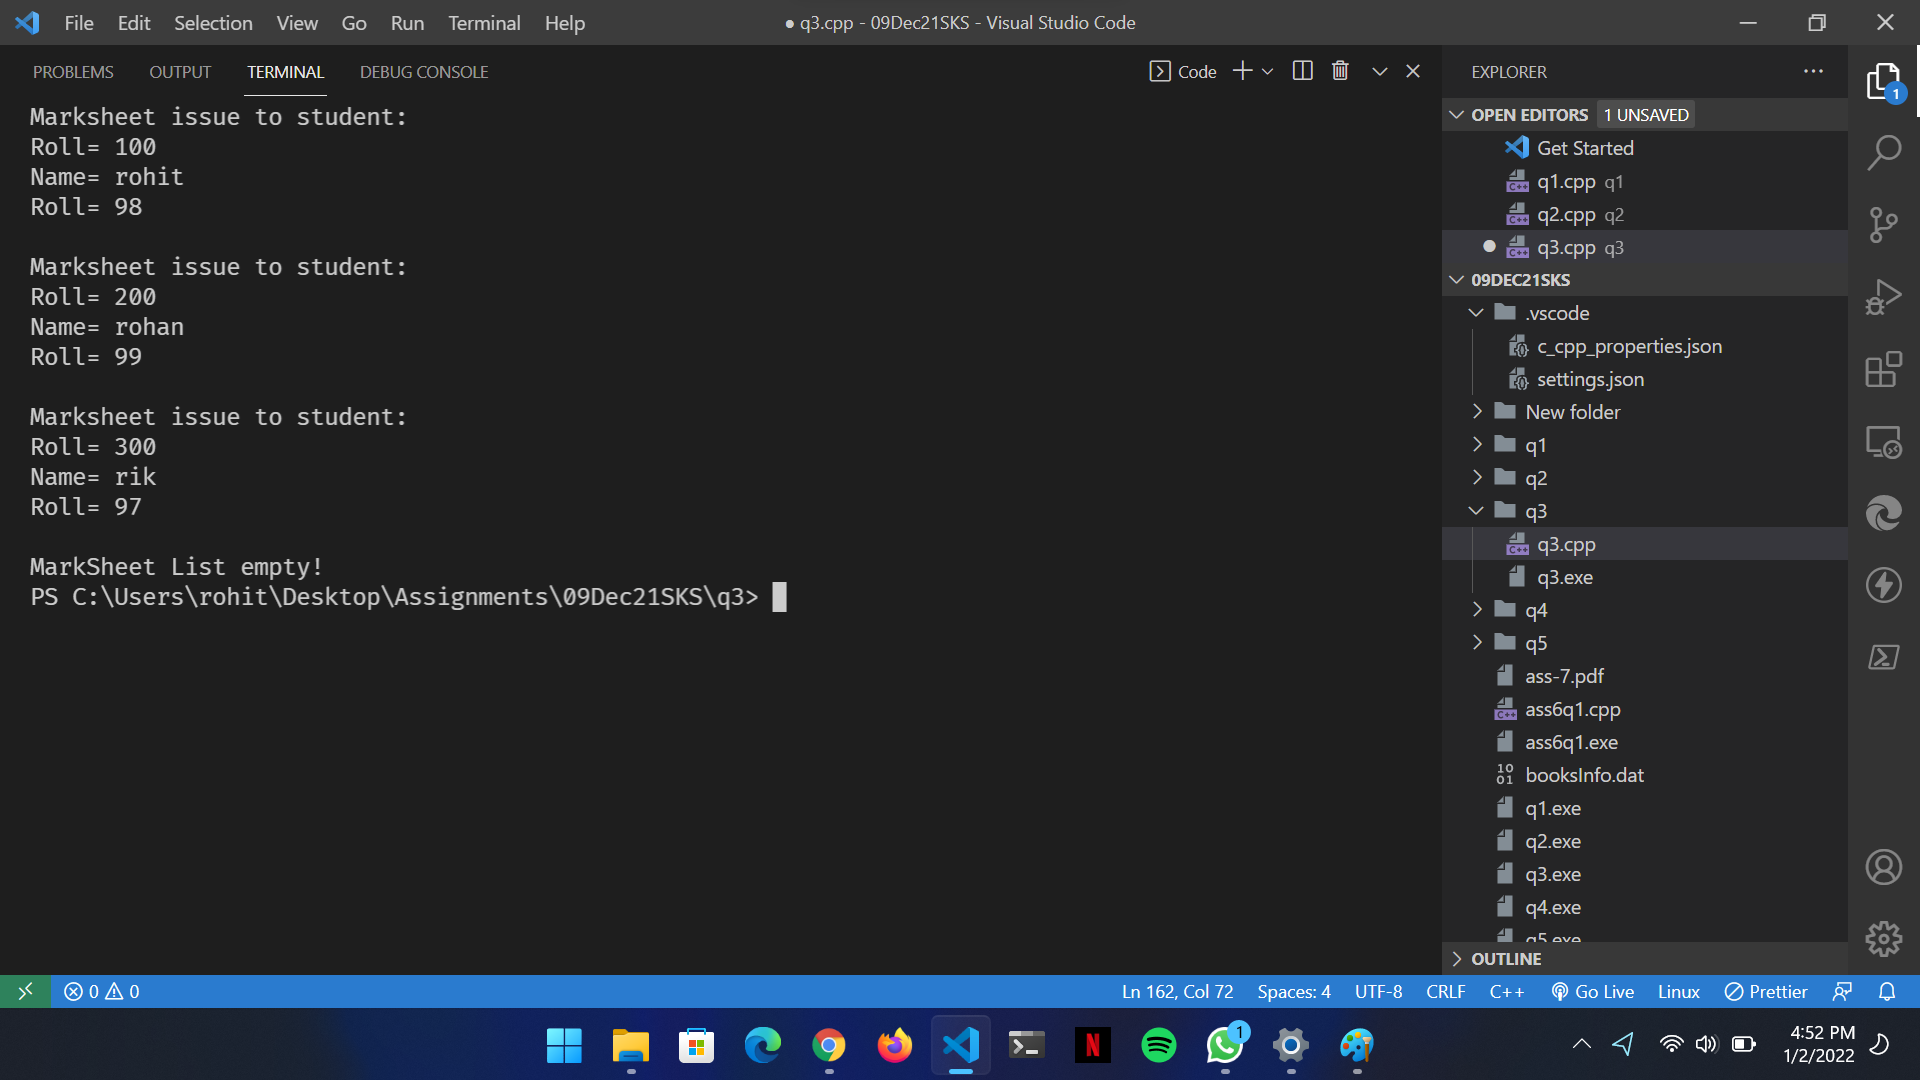 File Edit Selection View Go Run Terminal Help
● q3.cpp - 09Dec21SKS - Visual Studio Code
PROBLEMS OUTPUT TERMINAL DEBUG CONSOLE
Code
Marksheet issue to student:
Roll= 100
Name= rohit
Roll= 98
Marksheet issue to student:
Roll= 200
Name= rohan
Roll= 99
Marksheet issue to student:
Roll= 300
Name= rik
Roll= 97
MarkSheet List empty!
PS C:\Users\rohit\Desktop\Assignments\09Dec21SKS\q3>
EXPLORER
OPEN EDITORS 1 UNSAVED
Get Started
C++ q1.cpp q1
C++ q2.cpp q2
C++ q3.cpp q3
09DEC21SKS
.vscode
c_cpp_properties.json
settings.json
New folder
q1
q2
q3
C++ q3.cpp
q3.exe
q4
q5
ass-7.pdf
C++ ass6q1.cpp
ass6q1.exe
booksInfo.dat
q1.exe
q2.exe
q3.exe
q4.exe
q5.exe
OUTLINE
1
0 0
Ln 162, Col 72 Spaces: 4 UTF-8 CRLF C++ Go Live Linux Prettier
N
1
4:52 PM
1/2/2022